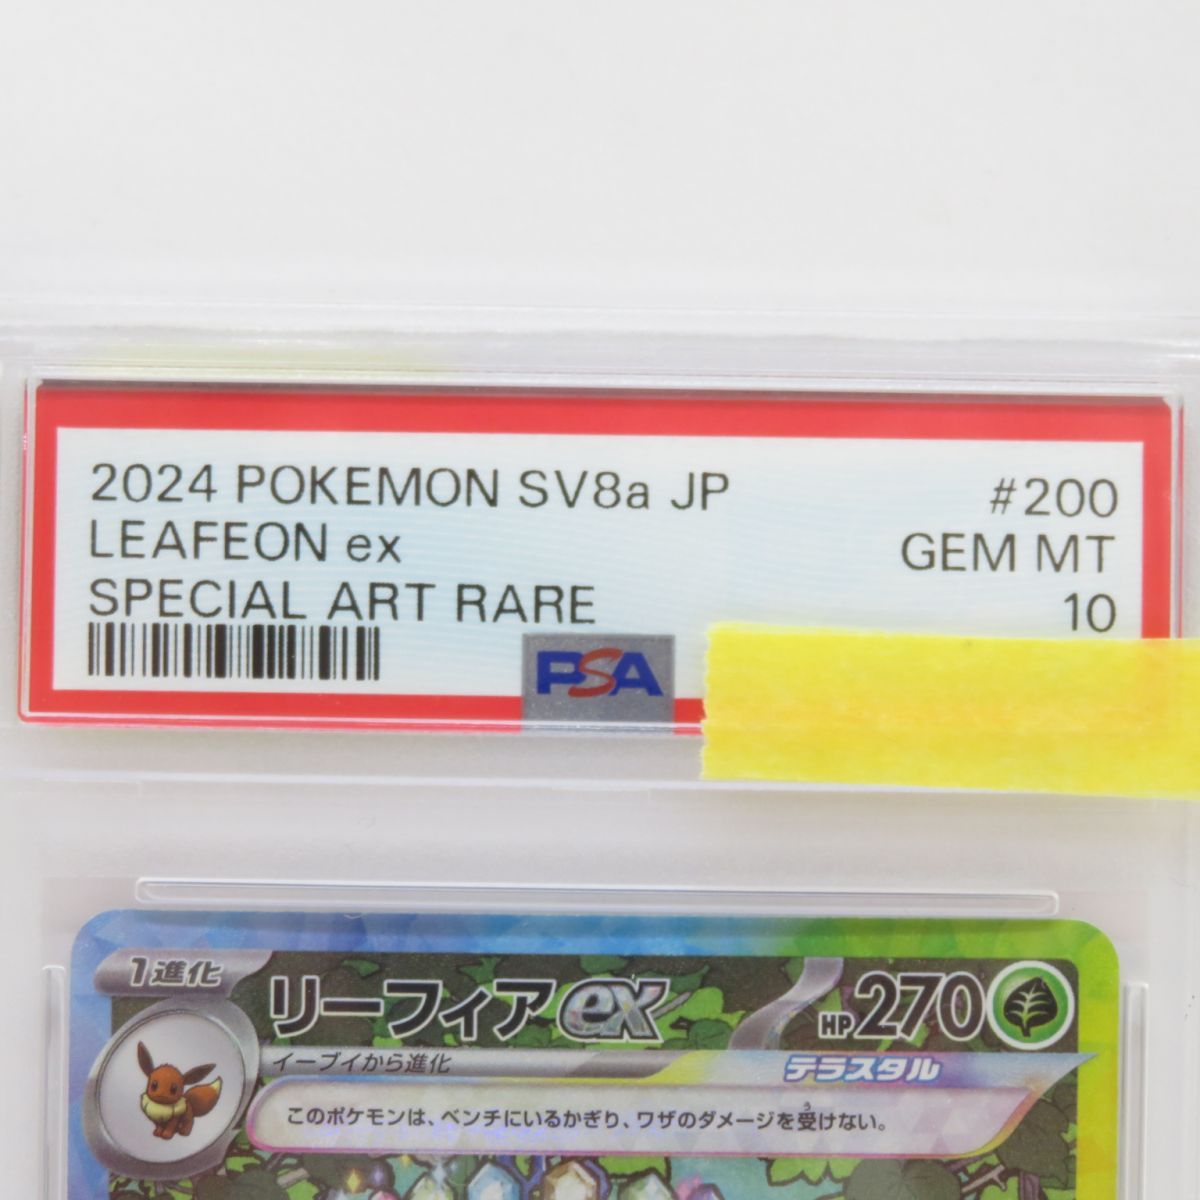 2024 POKEMON SV8a JP #200
LEAFEON ex GEM MT
SPECIAL ART RARE 10
PSA
1進化 リーフィアex HP270
イーブイから進化 テラスタル
このポケモンは、ベンチにいるかぎり、ワザのダメージを受けない。